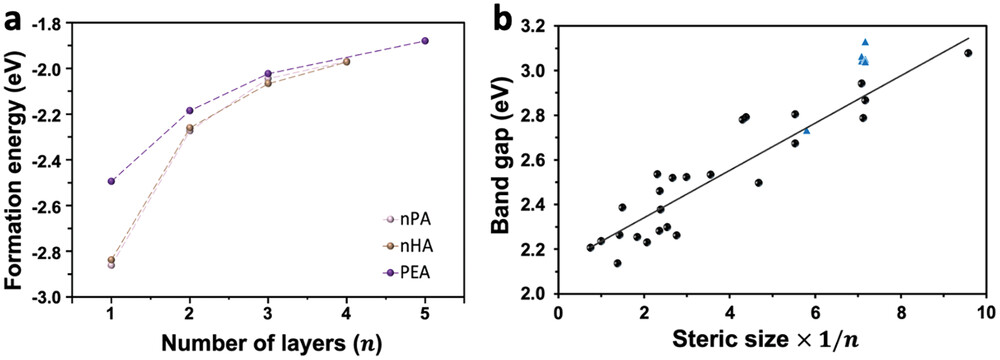 a
Formation energy (eV)
-1.8
-2.0
-2.2
-2.4
-2.6
-2.8
-3.0
nPA
nHA
PEA
1 2 3 4 5
Number of layers (n)
b
Band gap (eV)
3.2
3.0
2.8
2.6
2.4
2.2
2.0
0 2 4 6 8 10
Steric size × 1/n